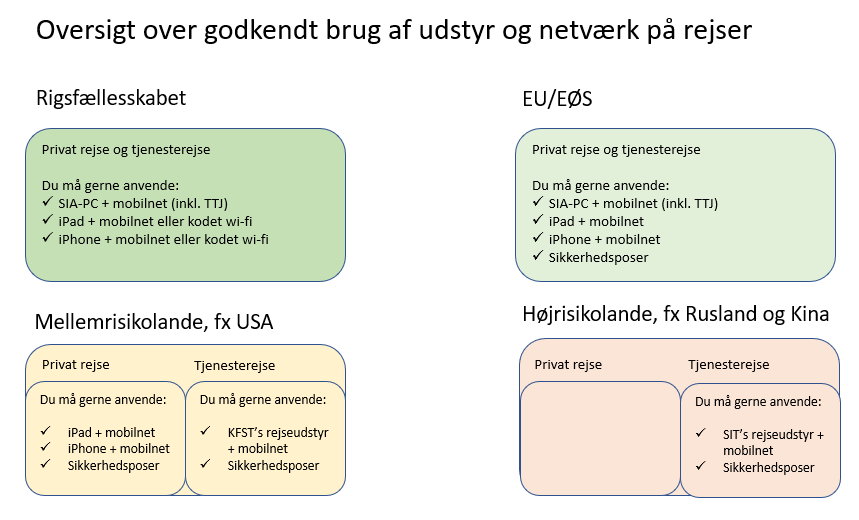 Oversigt over godkendt brug af udstyr og netværk på rejser
Rigsfællesskabet
Privat rejse og tjenesterejse
Du må gerne anvende:
✓ SIA-PC + mobilnet (inkl. TTJ)
✓ iPad + mobilnet eller kodet wi-fi
✓ iPhone + mobilnet eller kodet wi-fi
EU/EØS
Privat rejse og tjenesterejse
Du må gerne anvende:
✓ SIA-PC + mobilnet (inkl. TTJ)
✓ iPad + mobilnet
✓ iPhone + mobilnet
✓ Sikkerhedsposer
Mellemrisikolande, fx USA
Privat rejse
Du må gerne anvende:
✓ iPad + mobilnet
✓ iPhone + mobilnet
✓ Sikkerhedsposer
Tjenesterejse
Du må gerne anvende:
✓ KFST's rejseudstyr
+ mobilnet
✓ Sikkerhedsposer
Højrisikolande, fx Rusland og Kina
Privat rejse
Tjenesterejse
Du må gerne anvende:
✓ SIT's rejseudstyr +
mobilnet
✓ Sikkerhedsposer